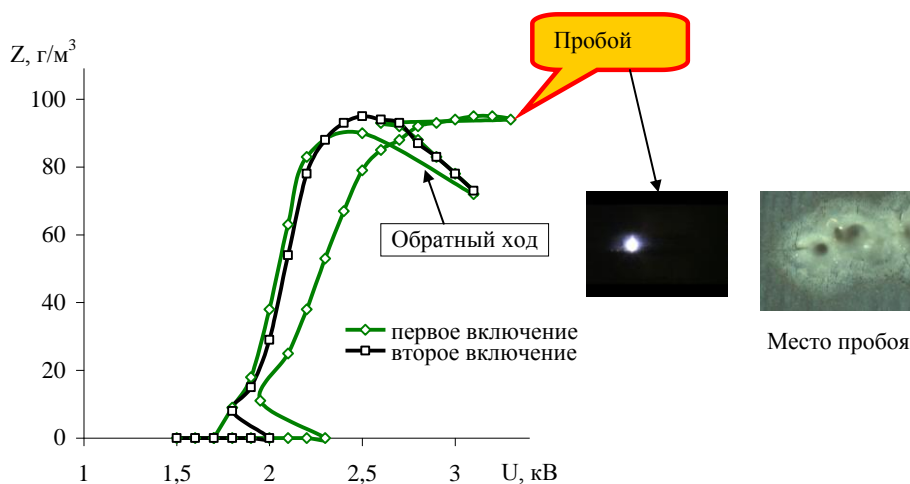 Z, г/м³
Пробой
100
80
60
40
20
0
Обратный ход
первое включение
второе включение
Место пробоя
1
1,5
2
2,5
3
U, кВ